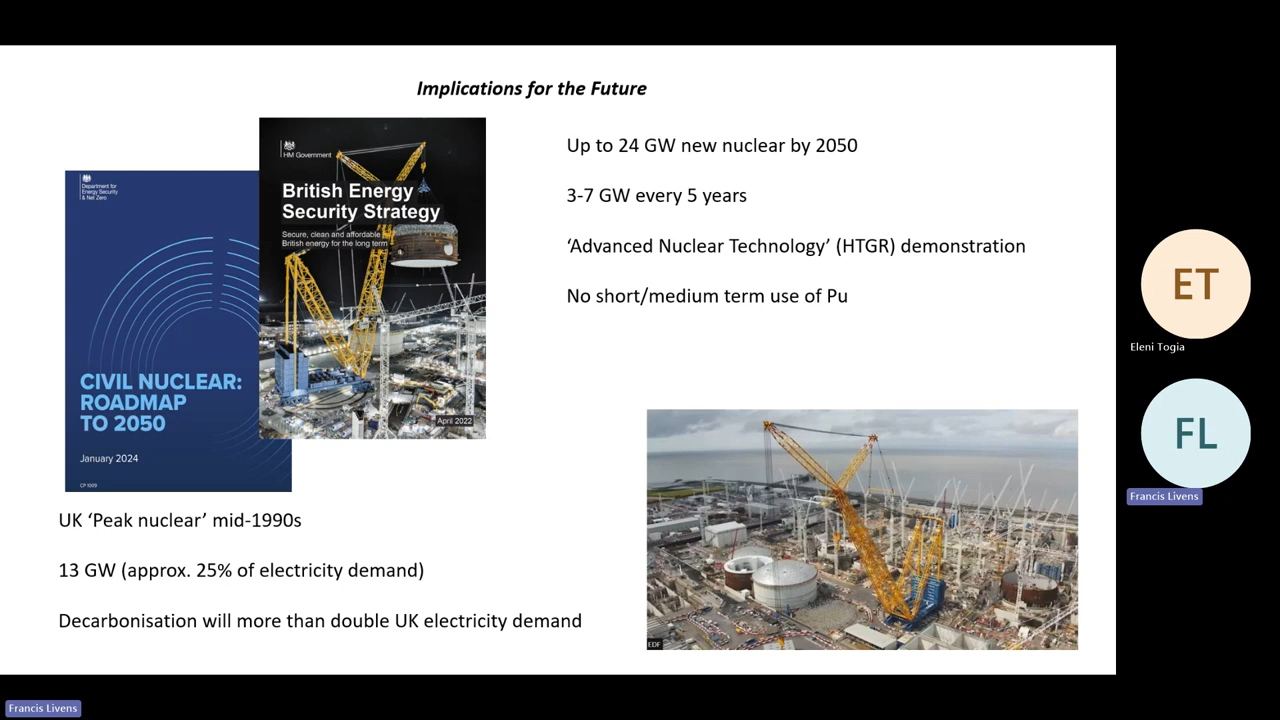 Implications for the Future
Department for
Energy Security
& Net Zero
CIVIL NUCLEAR:
ROADMAP
TO 2050
January 2024
CP 1009
HM Government
British Energy
Security Strategy
Secure, clean and affordable
British energy for the long term
April 2022
Up to 24 GW new nuclear by 2050
3-7 GW every 5 years
‘Advanced Nuclear Technology’ (HTGR) demonstration
No short/medium term use of Pu
UK ‘Peak nuclear’ mid-1990s
13 GW (approx. 25% of electricity demand)
Decarbonisation will more than double UK electricity demand
EDF
ET
Eleni Togia
FL
Francis Livens
Francis Livens